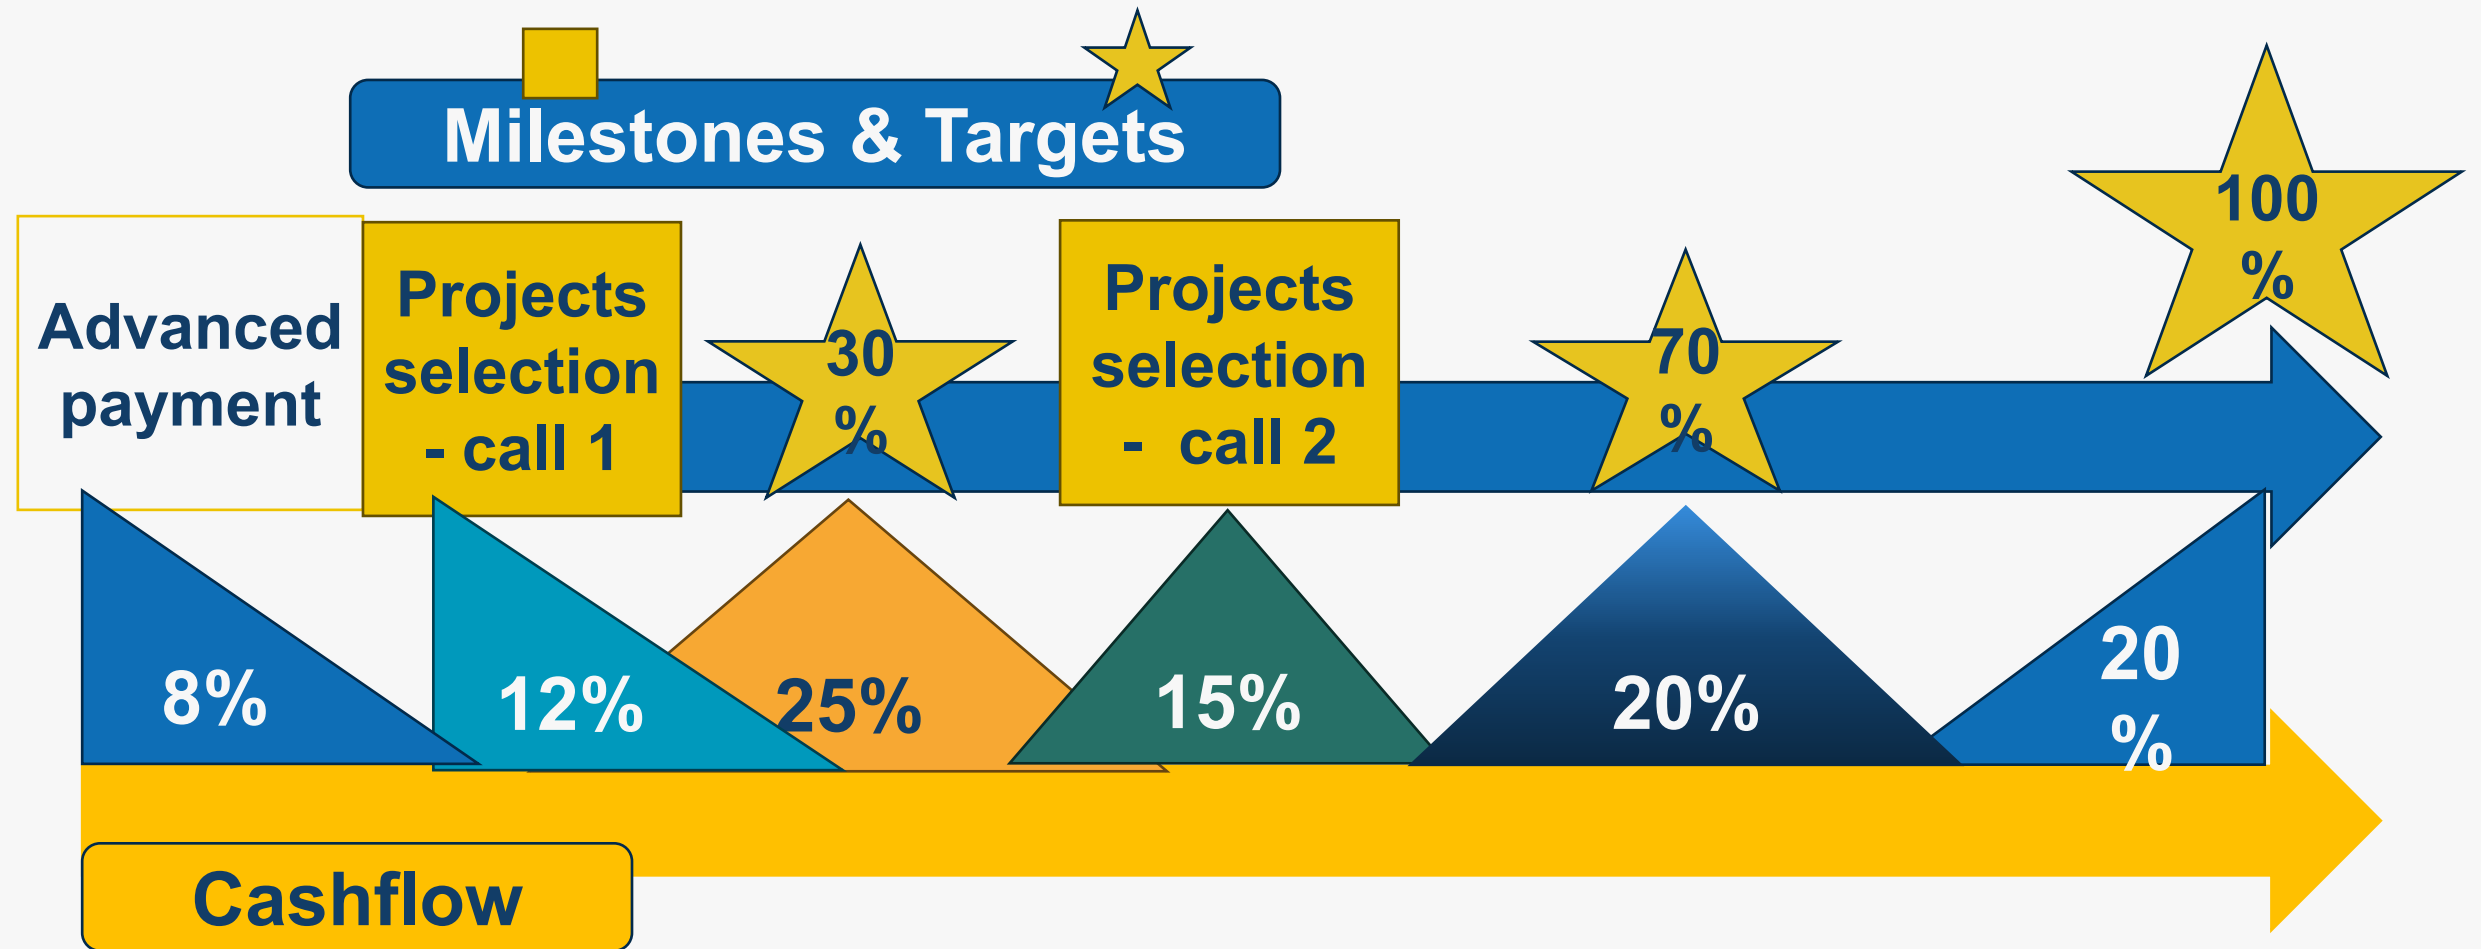 Milestones & Targets
Advanced
payment
Projects
selection
- call 1
30
%
Projects
selection
- call 2
70
%
100
%
8%
12%
25%
15%
20%
20
%
Cashflow